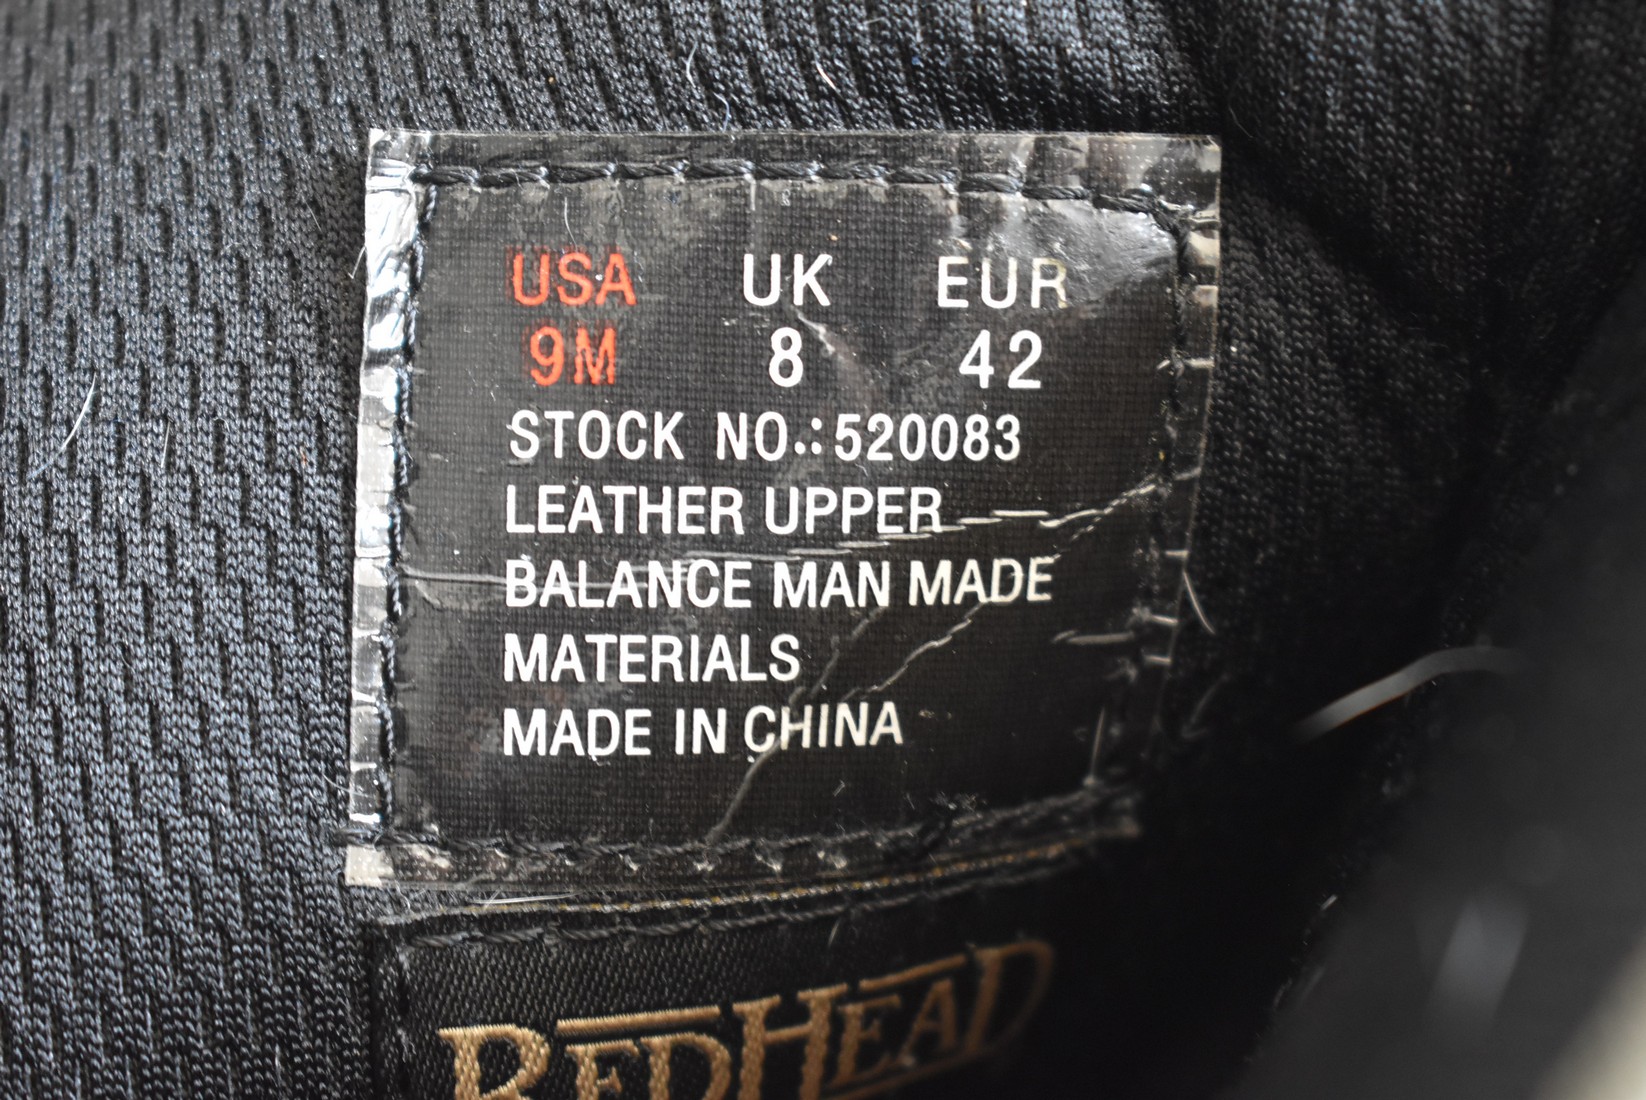 USA UK EUR
9M 8 42
STOCK NO.:520083
LEATHER UPPER
BALANCE MAN MADE
MATERIALS
MADE IN CHINA
REDHEAD